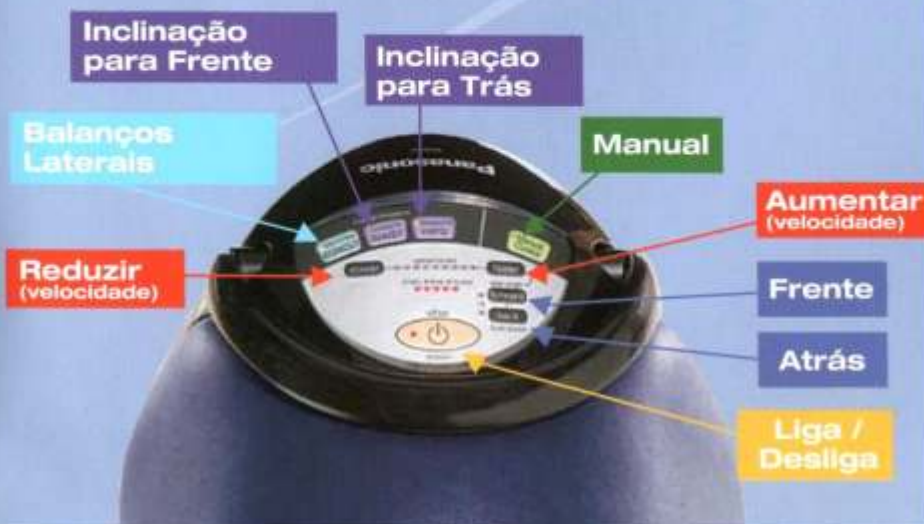 Inclinação
para Frente
Inclinação
para Trás
Balanços
Laterais
Manual
Panasonic
Aumentar
(velocidade)
Reduzir
(velocidade)
Frente
Atrás
Liga /
Desliga